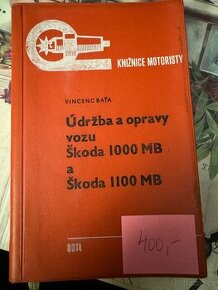 KNIŽNICE MOTORISTY
VINCENC BAŤA
Údržba a opravy
vozu
Škoda 1000 MB
a
Škoda 1100 MB
400,-
SNTL